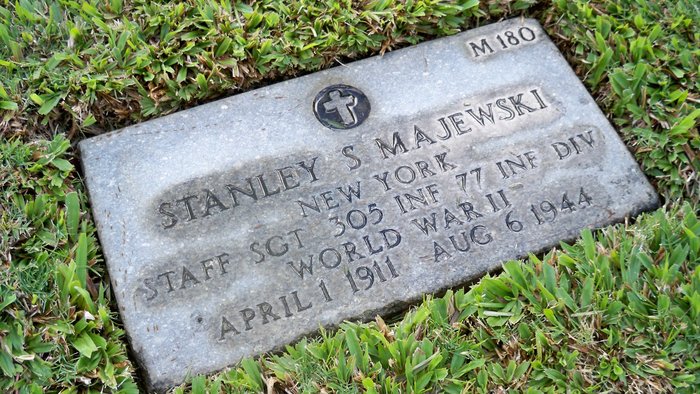 M 180
STANLEY S MAJEWSKI
NEW YORK
STAFF SGT 305 INF 77 INF DIV
WORLD WAR II
APRIL 1 1911 AUG 6 1944